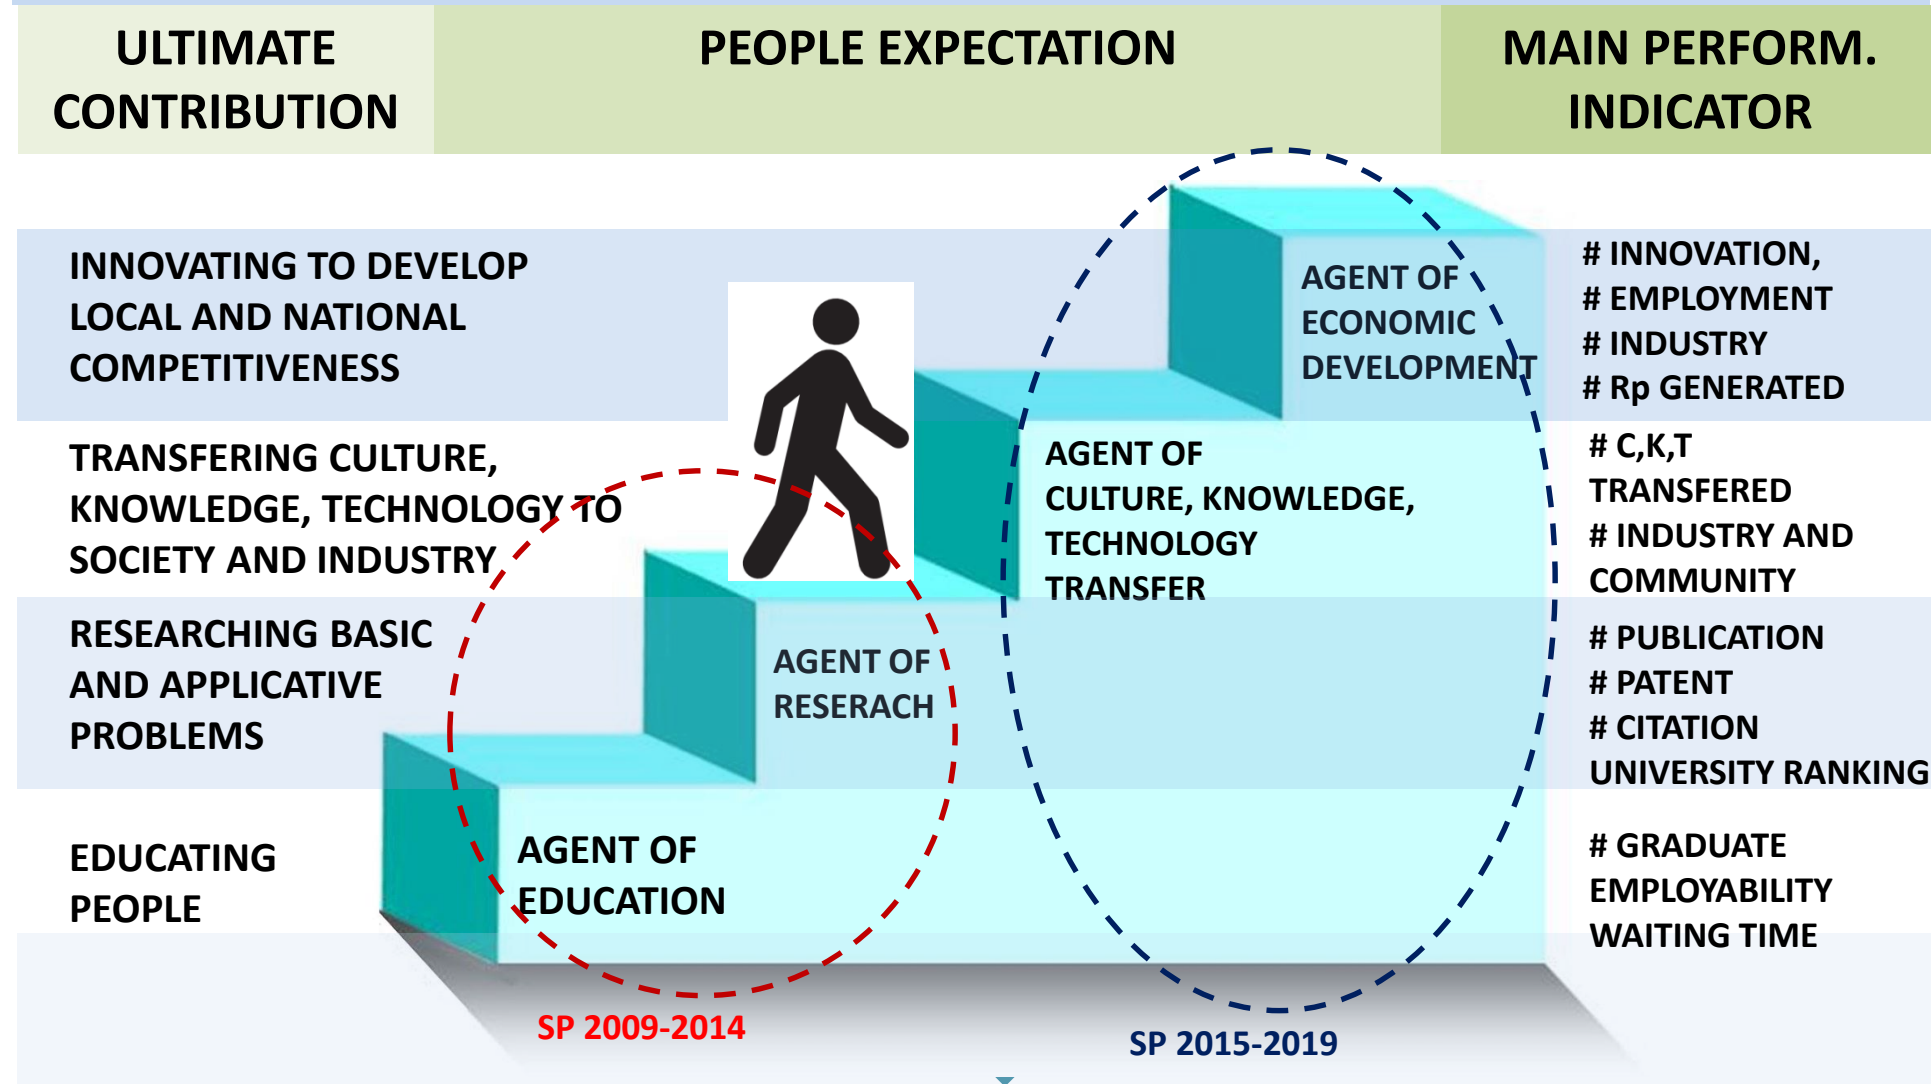 ULTIMATE
CONTRIBUTION
PEOPLE EXPECTATION
MAIN PERFORM.
INDICATOR
INNOVATING TO DEVELOP
LOCAL AND NATIONAL
COMPETITIVENESS
AGENT OF
ECONOMIC
DEVELOPMENT
# INNOVATION,
# EMPLOYMENT
# INDUSTRY
# Rp GENERATED
TRANSFERING CULTURE,
KNOWLEDGE, TECHNOLOGY TO
SOCIETY AND INDUSTRY
AGENT OF
CULTURE, KNOWLEDGE,
TECHNOLOGY
TRANSFER
# C,K,T
TRANSFERED
# INDUSTRY AND
COMMUNITY
RESEARCHING BASIC
AND APPLICATIVE
PROBLEMS
AGENT OF
RESERACH
# PUBLICATION
# PATENT
# CITATION
UNIVERSITY RANKING
EDUCATING
PEOPLE
AGENT OF
EDUCATION
# GRADUATE
EMPLOYABILITY
WAITING TIME
SP 2009-2014
SP 2015-2019